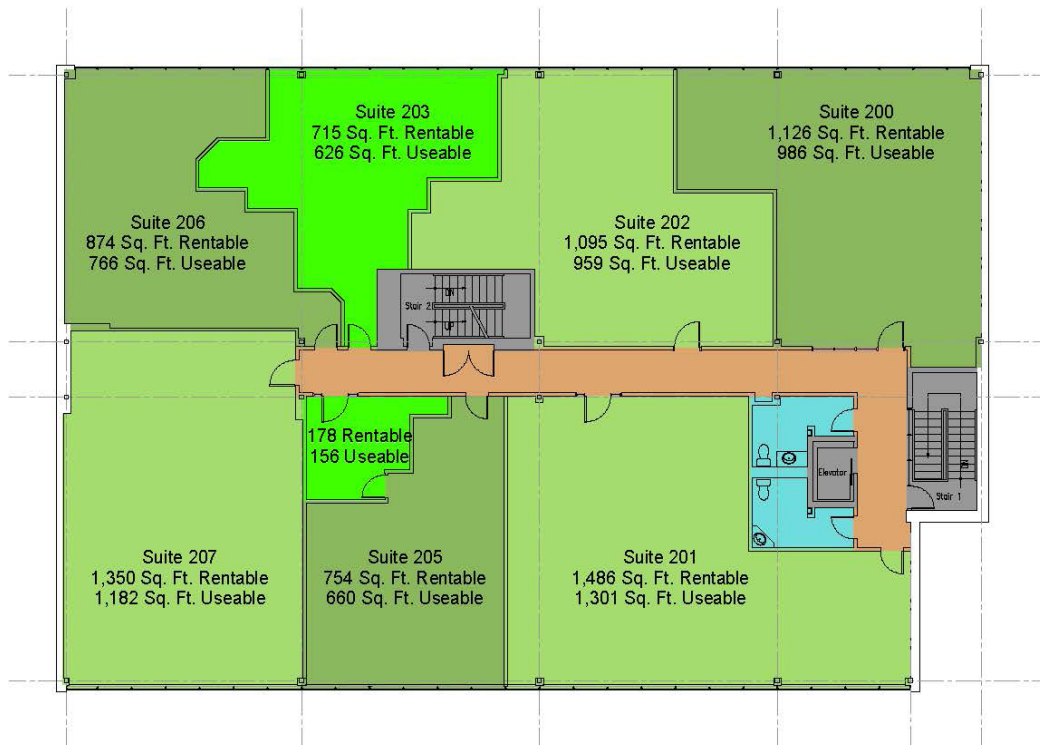 Suite 203
715 Sq. Ft. Rentable
626 Sq. Ft. Useable
Suite 200
1,126 Sq. Ft. Rentable
986 Sq. Ft. Useable
Suite 206
874 Sq. Ft. Rentable
766 Sq. Ft. Useable
Suite 202
1,095 Sq. Ft. Rentable
959 Sq. Ft. Useable
Stair 2
DN
UP
178 Rentable
156 Useable
Elevator
DN
Stair 1
Suite 207
1,350 Sq. Ft. Rentable
1,182 Sq. Ft. Useable
Suite 205
754 Sq. Ft. Rentable
660 Sq. Ft. Useable
Suite 201
1,486 Sq. Ft. Rentable
1,301 Sq. Ft. Useable